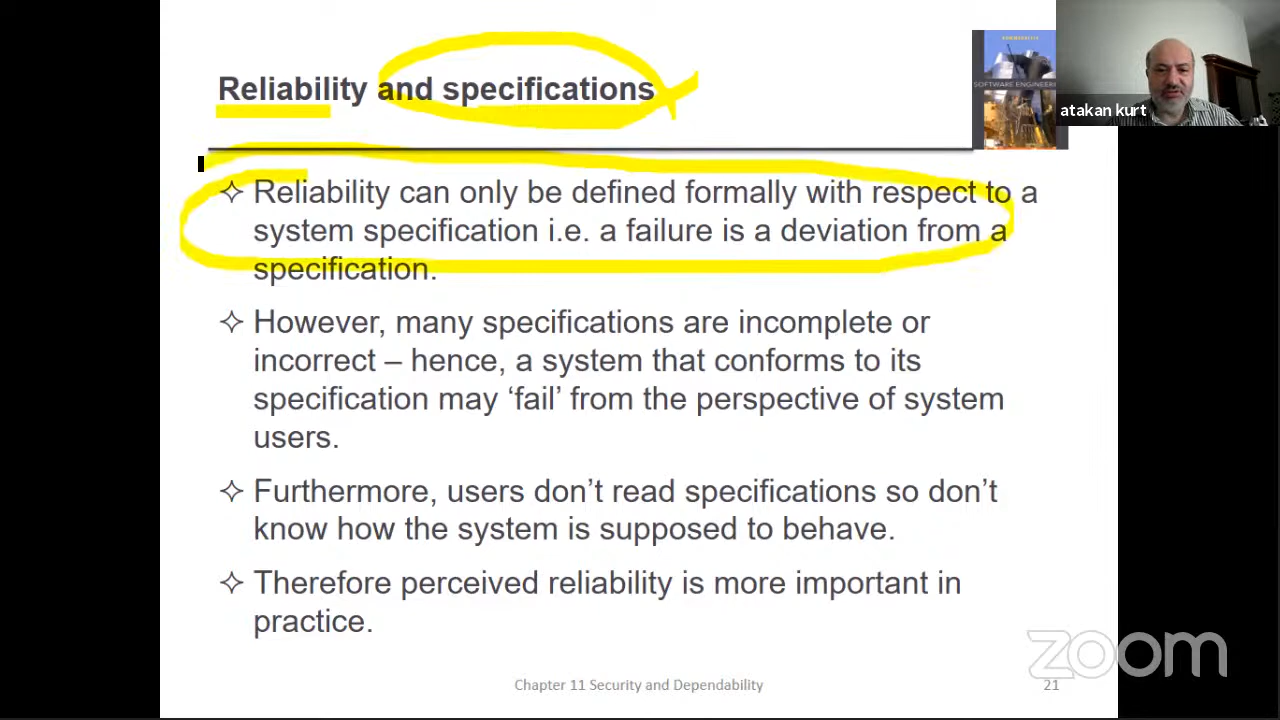 Reliability and specifications
SOFTWARE ENGINEERING
atakan kurt
✧ Reliability can only be defined formally with respect to a
system specification i.e. a failure is a deviation from a
specification.
✧ However, many specifications are incomplete or
incorrect – hence, a system that conforms to its
specification may ‘fail’ from the perspective of system
users.
✧ Furthermore, users don’t read specifications so don’t
know how the system is supposed to behave.
✧ Therefore perceived reliability is more important in
practice.
zoom
Chapter 11 Security and Dependability
21